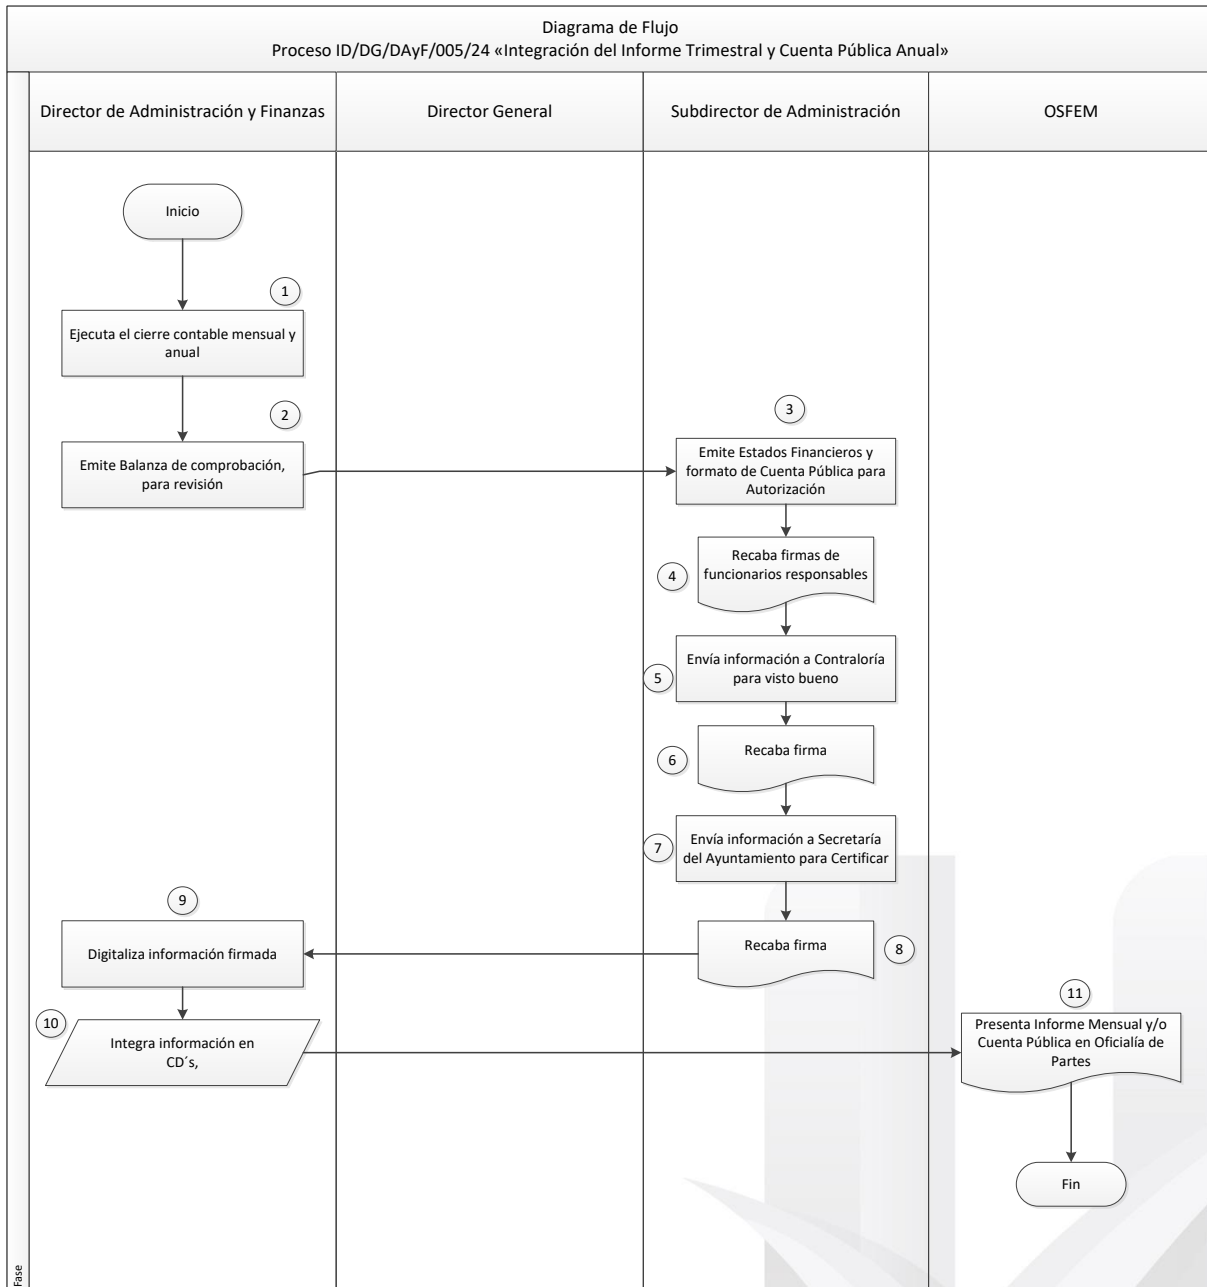 Diagrama de Flujo
Proceso ID/DG/DAyF/005/24 «Integración del Informe Trimestral y Cuenta Pública Anual»
Director de Administración y Finanzas
Director General
Subdirector de Administración
OSFEM
Inicio
1
Ejecuta el cierre contable mensual y
anual
2
Emite Balanza de comprobación,
para revisión
3
Emite Estados Financieros y
formato de Cuenta Pública para
Autorización
4
Recaba firmas de
funcionarios responsables
5
Envía información a Contraloría
para visto bueno
6
Recaba firma
7
Envía información a Secretaría
del Ayuntamiento para Certificar
8
Recaba firma
9
Digitaliza información firmada
10
Integra información en
CD´s,
11
Presenta Informe Mensual y/o
Cuenta Pública en Oficialía de
Partes
Fin
Fase